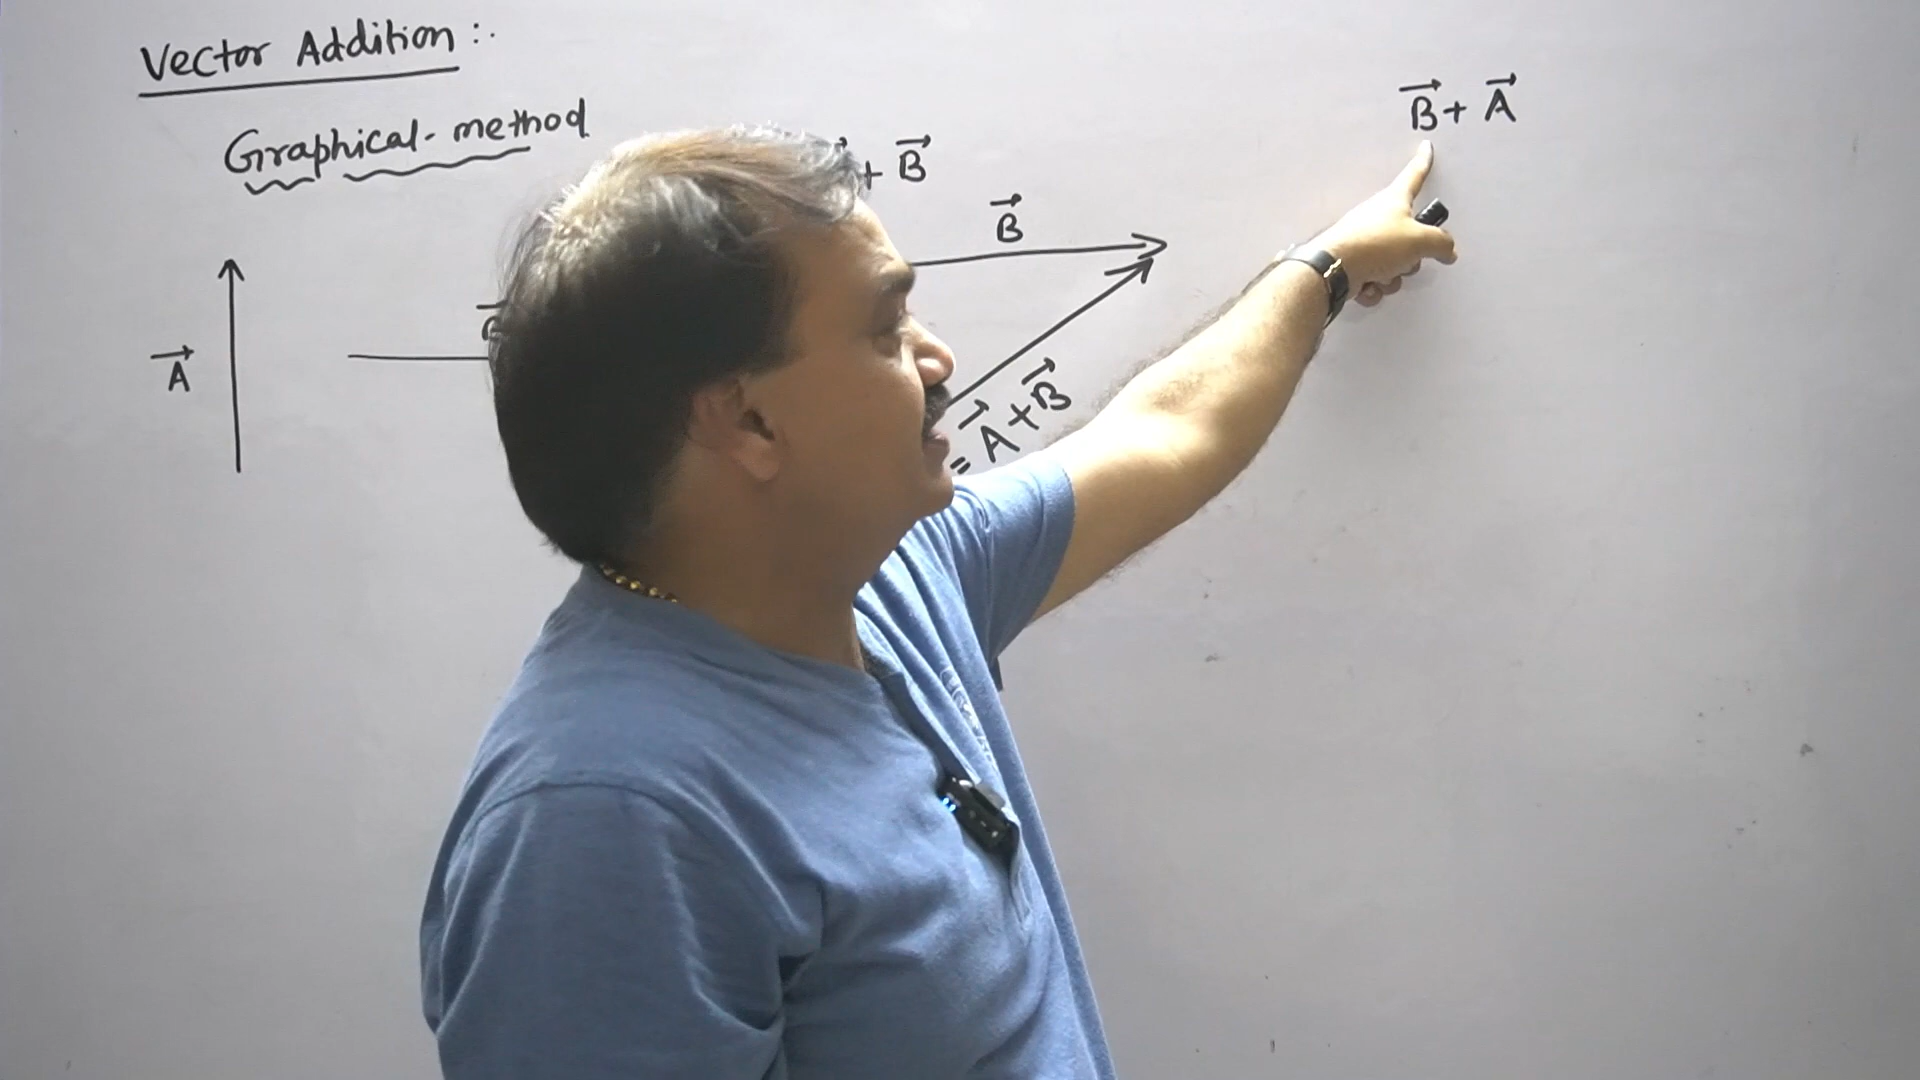 Vector Addition :.
Graphical-method
+ B⃗
B⃗ + A⃗
B⃗
A⃗
= A⃗ + B⃗